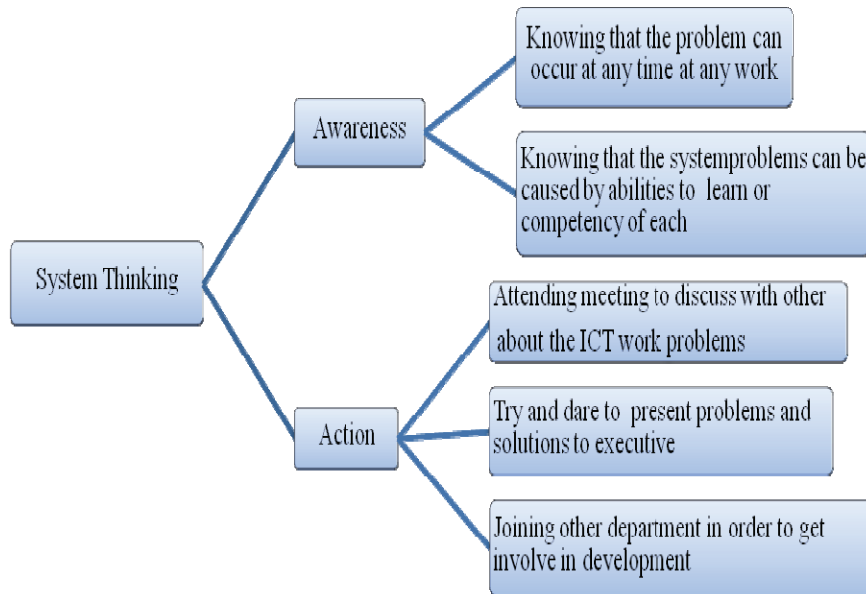 Knowing that the problem can
occur at any time at any work
Awareness
Knowing that the systemproblems can be
caused by abilities to learn or
competency of each
System Thinking
Attending meeting to discuss with other
about the ICT work problems
Action
Try and dare to present problems and
solutions to executive
Joining other department in order to get
involve in development